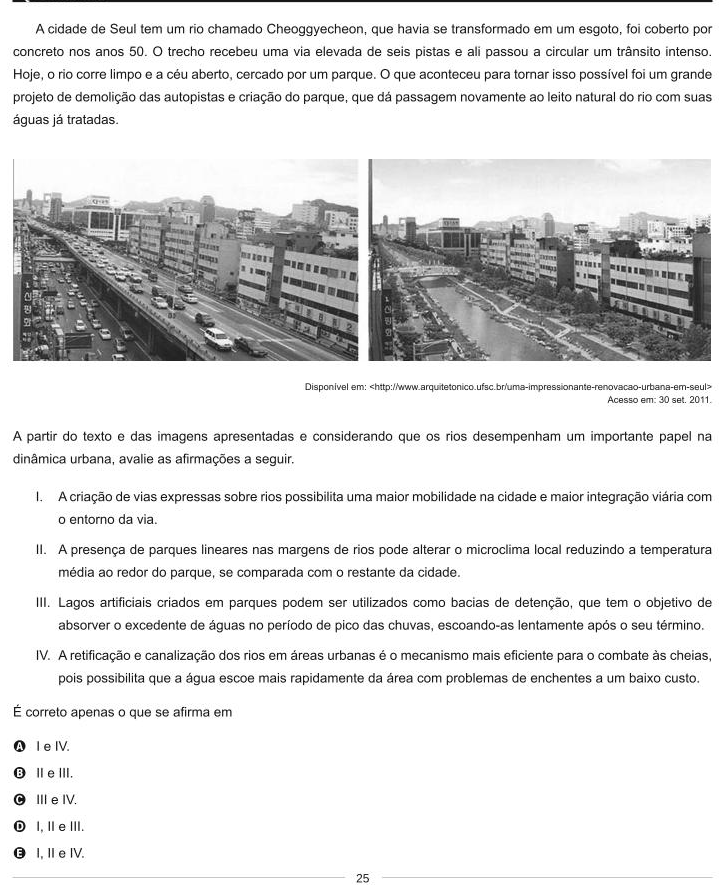 A cidade de Seul tem um rio chamado Cheoggyecheon, que havia se transformado em um esgoto, foi coberto por
concreto nos anos 50. O trecho recebeu uma via elevada de seis pistas e ali passou a circular um trânsito intenso.
Hoje, o rio corre limpo e a céu aberto, cercado por um parque. O que aconteceu para tornar isso possível foi um grande
projeto de demolição das autopistas e criação do parque, que dá passagem novamente ao leito natural do rio com suas
águas já tratadas.
Disponível em: <http://www.arquitetonico.ufsc.br/uma-impressionante-renovacao-urbana-em-seul>
Acesso em: 30 set. 2011.
A partir do texto e das imagens apresentadas e considerando que os rios desempenham um importante papel na
dinâmica urbana, avalie as afirmações a seguir.
I. A criação de vias expressas sobre rios possibilita uma maior mobilidade na cidade e maior integração viária com
o entorno da via.
II. A presença de parques lineares nas margens de rios pode alterar o microclima local reduzindo a temperatura
média ao redor do parque, se comparada com o restante da cidade.
III. Lagos artificiais criados em parques podem ser utilizados como bacias de detenção, que tem o objetivo de
absorver o excedente de águas no período de pico das chuvas, escoando-as lentamente após o seu término.
IV. A retificação e canalização dos rios em áreas urbanas é o mecanismo mais eficiente para o combate às cheias,
pois possibilita que a água escoe mais rapidamente da área com problemas de enchentes a um baixo custo.
É correto apenas o que se afirma em
A I e IV.
B II e III.
C III e IV.
D I, II e III.
E I, II e IV.
25